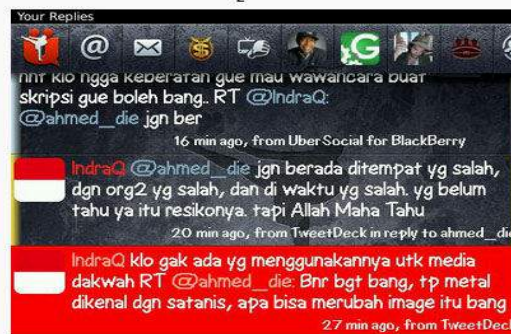 Your Replies
nnt klo ngga keberatan gue mau wawancara buat
skripsi gue boleh bang.. RT @IndraQ:
@ahmed_die jgn ber
16 min ago, from UberSocial for BlackBerry
IndraQ @ahmed_die jgn berada ditempat yg salah,
dgn org2 yg salah, dan di waktu yg salah. yg belum
tahu ya itu resikonya. tapi Allah Maha Tahu
20 min ago, from TweetDeck in reply to ahmed_die
IndraQ klo gak ada yg menggunakannya utk media
dakwah RT @ahmed_die: Bnr bgt bang, tp metal
dikenal dgn satanis, apa bisa merubah image itu bang
27 min ago, from TweetDeck